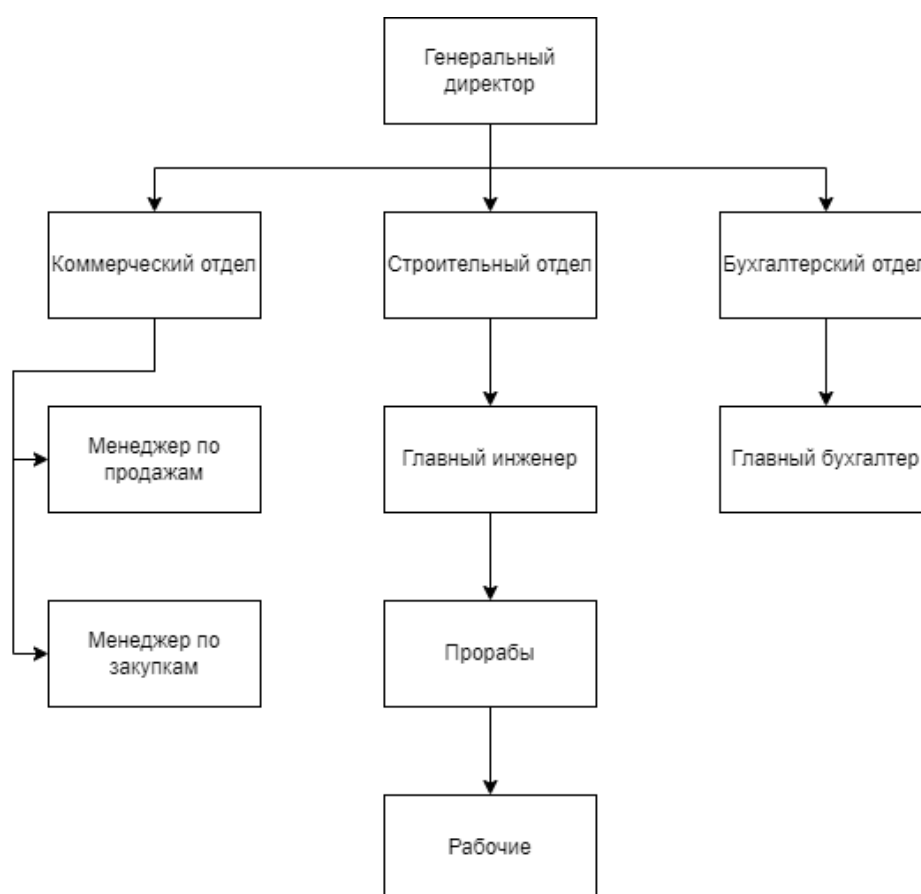 Генеральный
директор
Коммерческий отдел
Строительный отдел
Бухгалтерский отдел
Менеджер по
продажам
Главный инженер
Главный бухгалтер
Менеджер по
закупкам
Прорабы
Рабочие